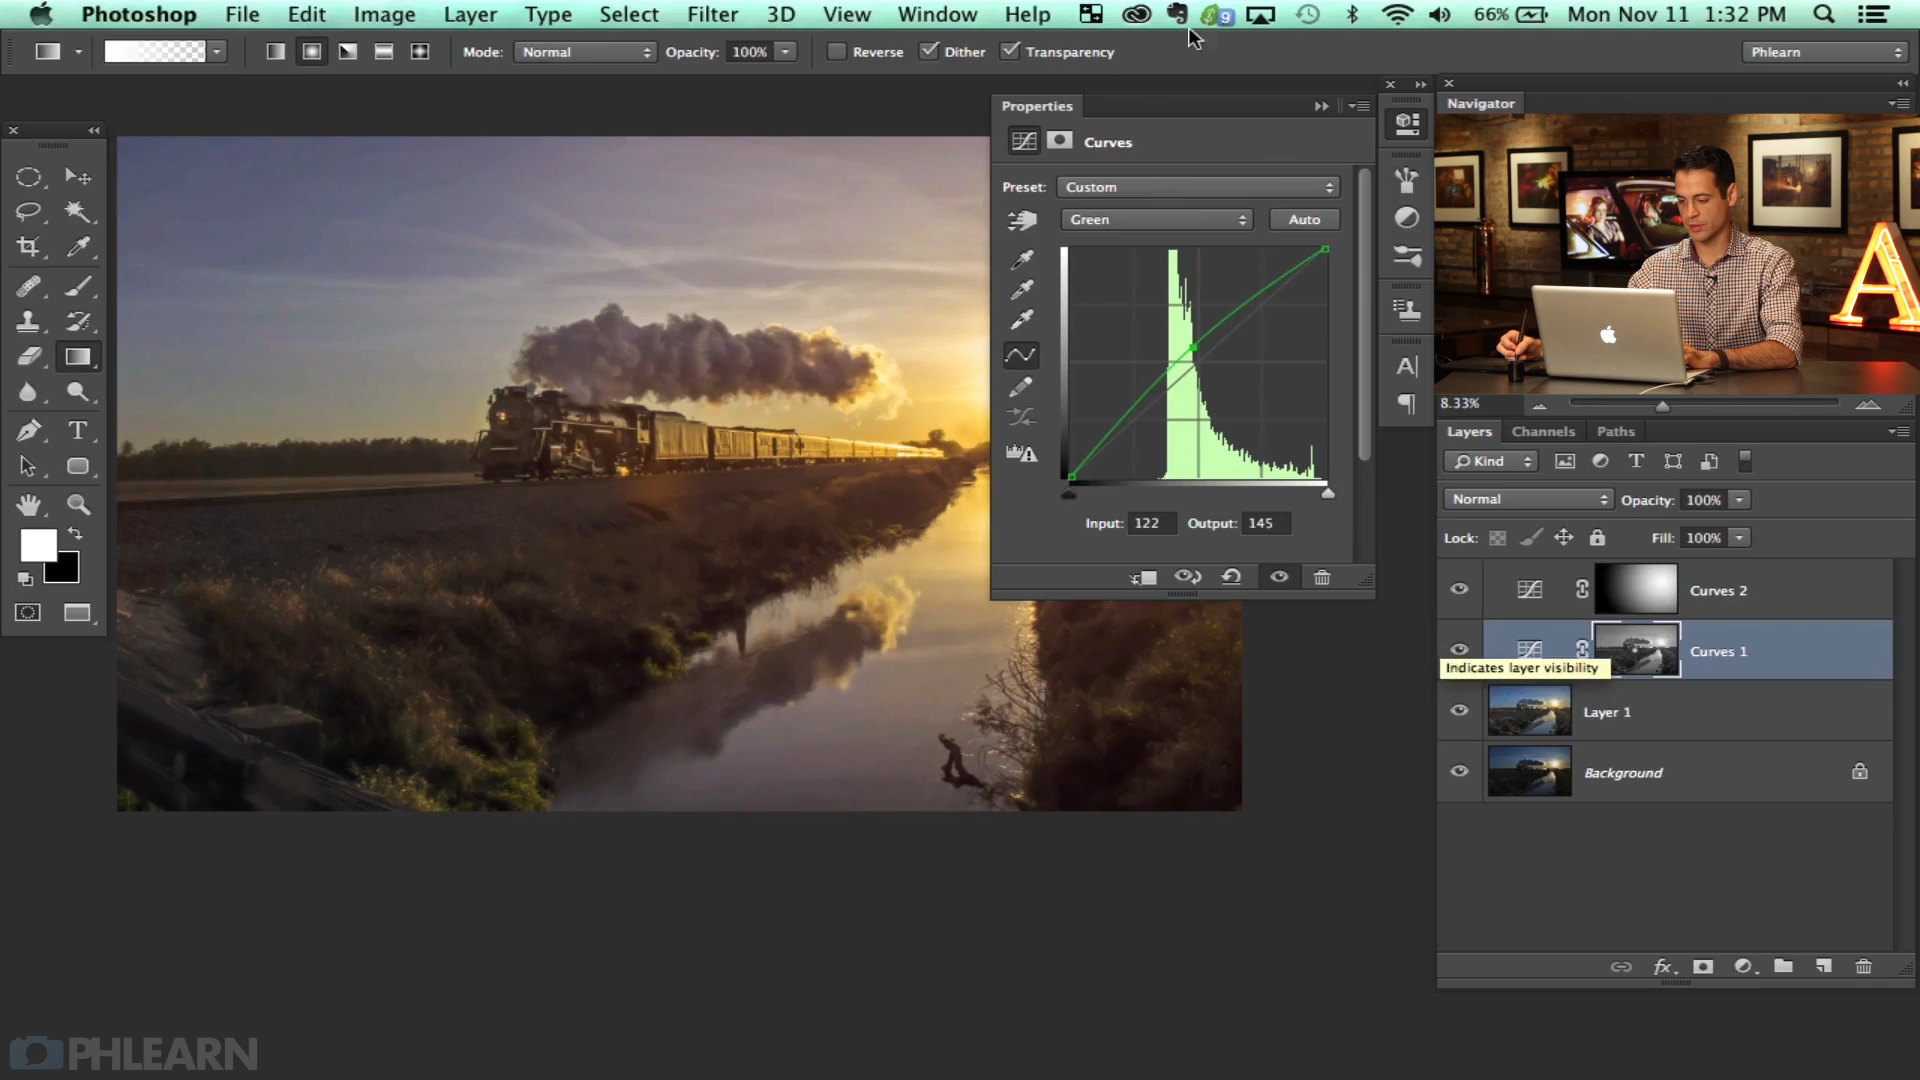 Photoshop File Edit Image Layer Type Select Filter 3D View Window Help 9 66% Mon Nov 11 1:32 PM
Mode: Normal Opacity: 100% Reverse Dither Transparency Phlearn
Properties
Curves
Preset: Custom
Green Auto
Input: 122 Output: 145
Navigator
A
8.33%
Layers Channels Paths
Kind
Normal Opacity: 100%
Lock: Fill: 100%
Curves 2
Curves 1
Indicates layer visibility
Layer 1
Background
fx
PHLEARN